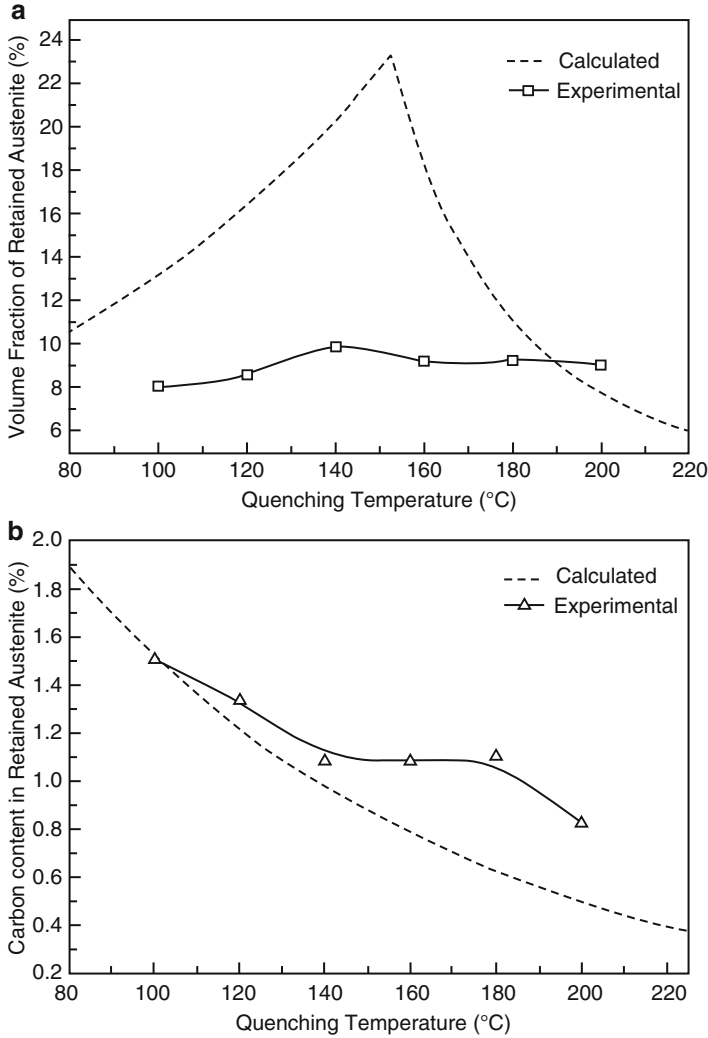 a
Volume Fraction of Retained Austenite (%)
24
22
20
18
16
14
12
10
8
6
Calculated
Experimental
80 100 120 140 160 180 200 220
Quenching Temperature (°C)
b
Carbon content in Retained Austenite (%)
2.0
1.8
1.6
1.4
1.2
1.0
0.8
0.6
0.4
0.2
Calculated
Experimental
80 100 120 140 160 180 200 220
Quenching Temperature (°C)